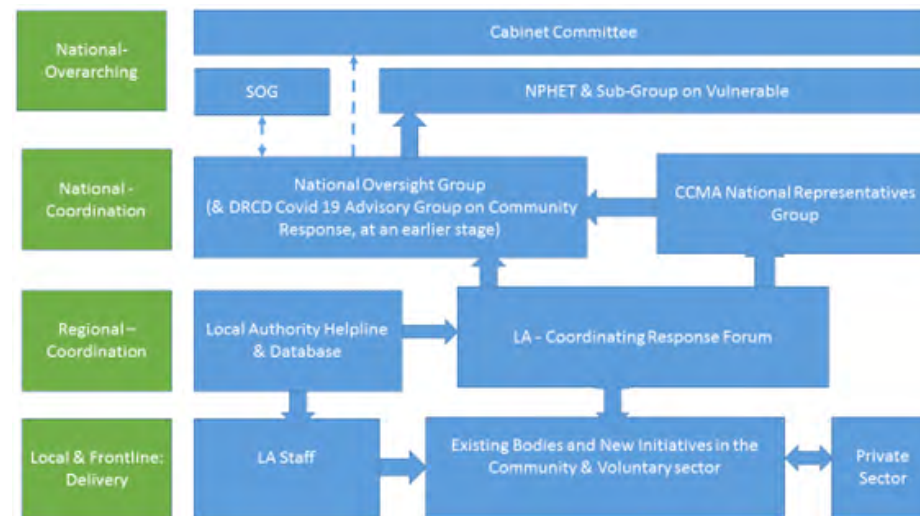 National-
Overarching
Cabinet Committee
SOG
NPHET & Sub-Group on Vulnerable
National -
Coordination
National Oversight Group
(& DRCD Covid 19 Advisory Group on Community
Response, at an earlier stage)
CCMA National Representatives
Group
Regional –
Coordination
Local Authority Helpline
& Database
LA - Coordinating Response Forum
Local & Frontline:
Delivery
LA Staff
Existing Bodies and New Initiatives in the
Community & Voluntary sector
Private
Sector